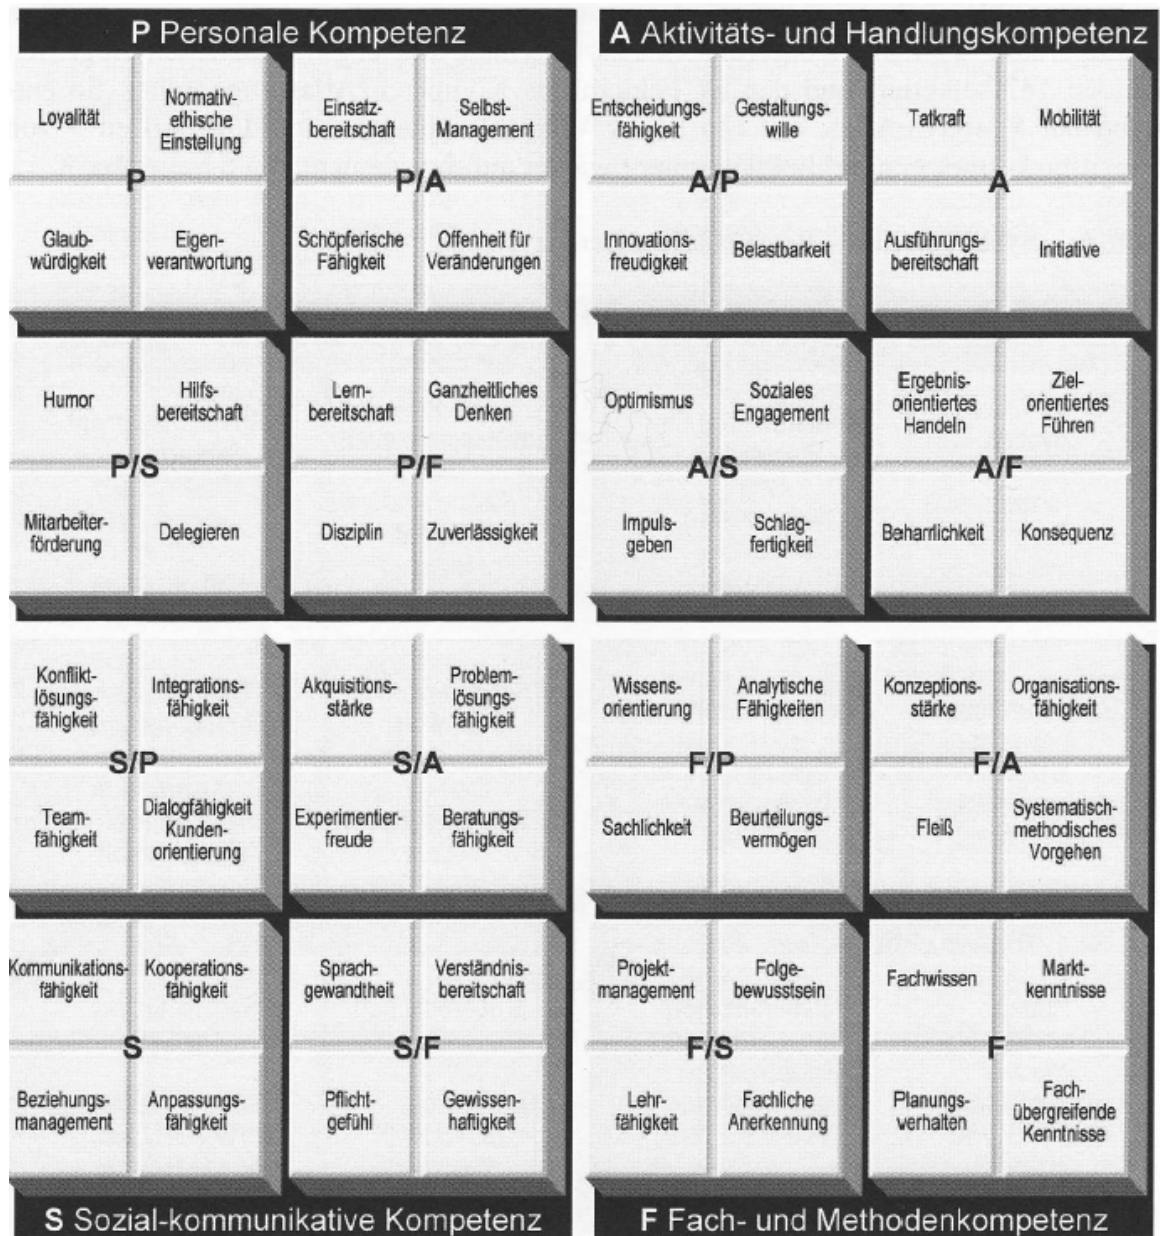 P Personale Kompetenz
Loyalität
Normativ-
ethische
Einstellung
P
Glaub-
würdigkeit
Eigen-
verantwortung
Einsatz-
bereitschaft
Selbst-
Management
P/A
Schöpferische
Fähigkeit
Offenheit für
Veränderungen
Humor
Hilfs-
bereitschaft
P/S
Mitarbeiter-
förderung
Delegieren
Lern-
bereitschaft
Ganzheitliches
Denken
P/F
Disziplin
Zuverlässigkeit
A Aktivitäts- und Handlungskompetenz
Entscheidungs-
fähigkeit
Gestaltungs-
wille
A/P
Innovations-
freudigkeit
Belastbarkeit
Tatkraft
Mobilität
A
Ausführungs-
bereitschaft
Initiative
Optimismus
Soziales
Engagement
A/S
Impuls-
geben
Schlag-
fertigkeit
Ergebnis-
orientiertes
Handeln
Ziel-
orientiertes
Führen
A/F
Beharrlichkeit
Konsequenz
Konflikt-
lösungs-
fähigkeit
Integrations-
fähigkeit
S/P
Team-
fähigkeit
Dialogfähigkeit
Kunden-
orientierung
Akquisitions-
stärke
Problem-
lösungs-
fähigkeit
S/A
Experimentier-
freude
Beratungs-
fähigkeit
Kommunikations-
fähigkeit
Kooperations-
fähigkeit
S
Beziehungs-
management
Anpassungs-
fähigkeit
Sprach-
gewandtheit
Verständnis-
bereitschaft
S/F
Pflicht-
gefühl
Gewissen-
haftigkeit
S Sozial-kommunikative Kompetenz
Wissens-
orientierung
Analytische
Fähigkeiten
F/P
Sachlichkeit
Beurteilungs-
vermögen
Konzeptions-
stärke
Organisations-
fähigkeit
F/A
Fleiß
Systematisch-
methodisches
Vorgehen
Projekt-
management
Folge-
bewusstsein
F/S
Lehr-
fähigkeit
Fachliche
Anerkennung
Fachwissen
Markt-
kenntnisse
F
Planungs-
verhalten
Fach-
übergreifende
Kenntnisse
F Fach- und Methodenkompetenz